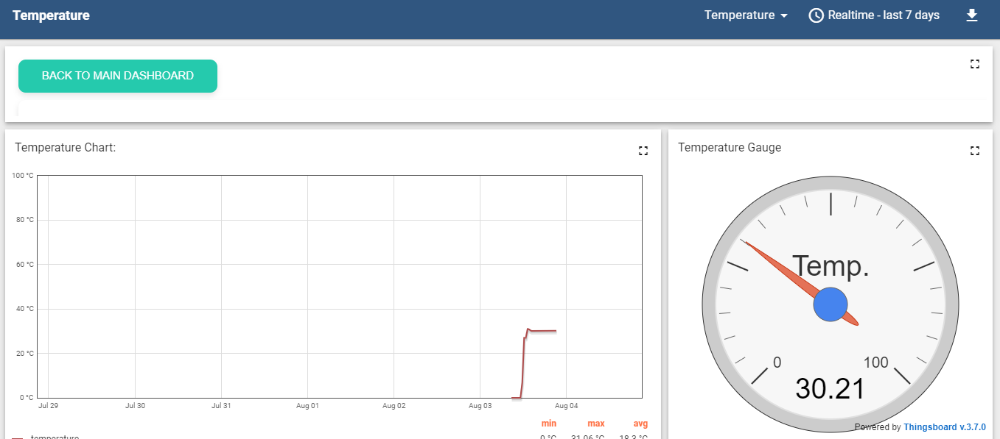 Temperature
Temperature
Realtime - last 7 days
BACK TO MAIN DASHBOARD
Temperature Chart:
100 °C
80 °C
60 °C
40 °C
20 °C
0 °C
Jul 29 Jul 30 Jul 31 Aug 01 Aug 02 Aug 03 Aug 04
min max avg
temperature 0 °C 31.06 °C 18.3 °C
Temperature Gauge
Temp.
0 100
30.21
Powered by Thingsboard v.3.7.0